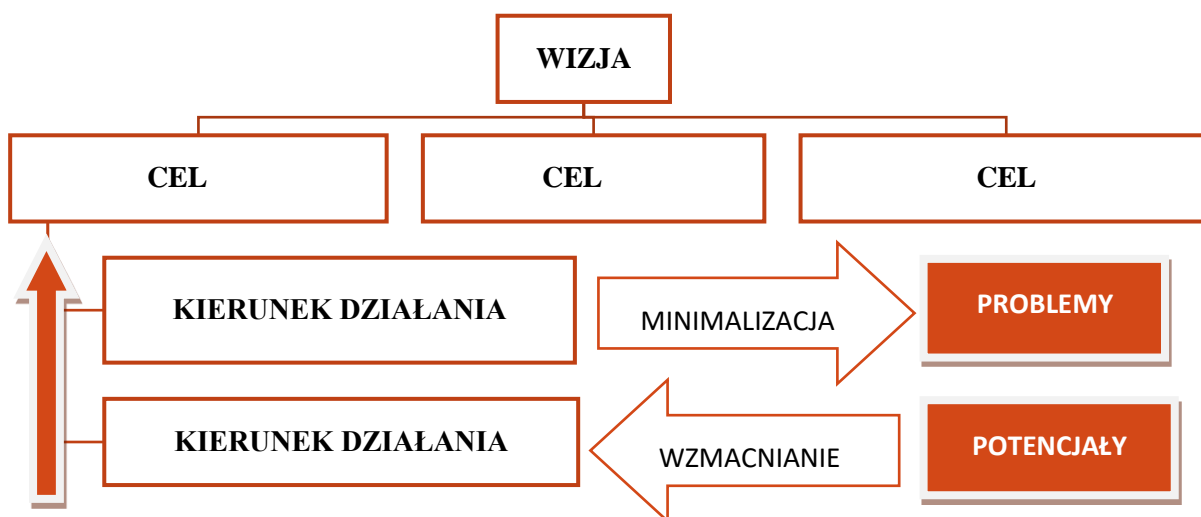 WIZJA
CEL
CEL
CEL
KIERUNEK DZIAŁANIA
MINIMALIZACJA
PROBLEMY
KIERUNEK DZIAŁANIA
WZMACNIANIE
POTENCJAŁY